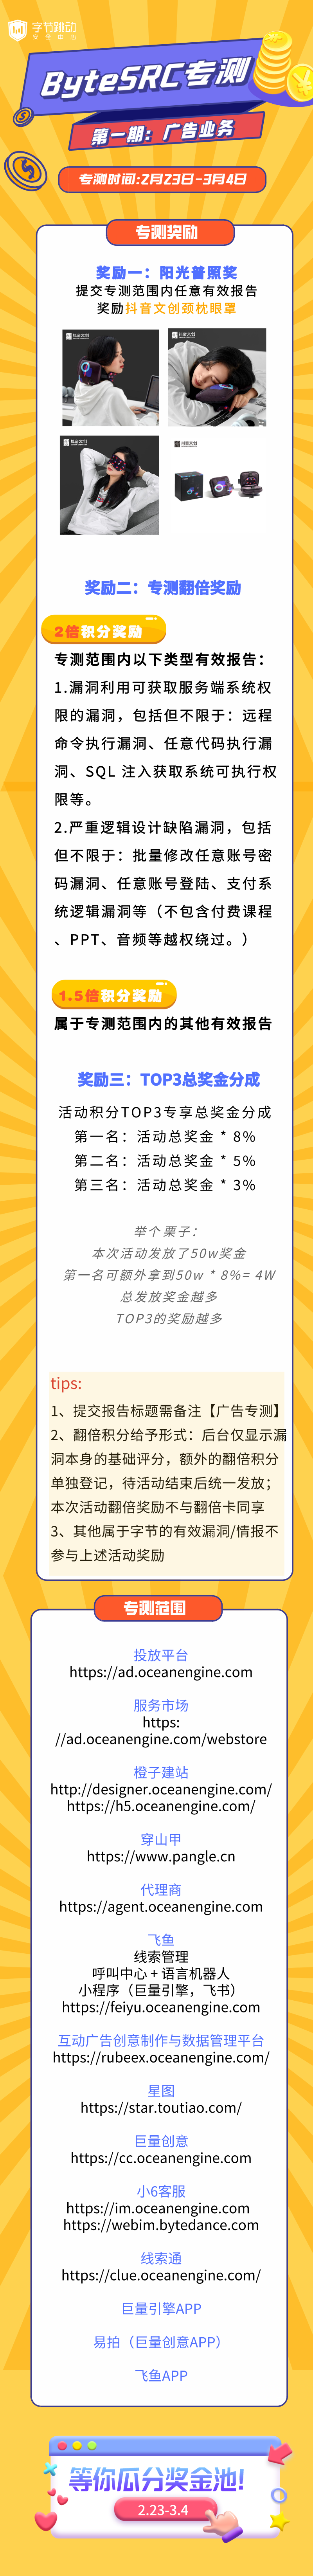 字节跳动
安全中心
ByteSRC专测
第一期：广告业务
专测时间:2月23日-3月4日
专测奖励
奖励一：阳光普照奖
提交专测范围内任意有效报告
奖励抖音文创颈枕眼罩
抖音文创
抖音文创
抖音文创
抖音文创
奖励二：专测翻倍奖励
2倍积分奖励
专测范围内以下类型有效报告：
1.漏洞利用可获取服务端系统权
限的漏洞，包括但不限于：远程
命令执行漏洞、任意代码执行漏
洞、SQL 注入获取系统可执行权
限等。
2.严重逻辑设计缺陷漏洞，包括
但不限于：批量修改任意账号密
码漏洞、任意账号登陆、支付系
统逻辑漏洞等（不包含付费课程
、PPT、音频等越权绕过。）
1.5倍积分奖励
属于专测范围内的其他有效报告
奖励三：TOP3总奖金分成
活动积分TOP3专享总奖金分成
第一名：活动总奖金 * 8%
第二名：活动总奖金 * 5%
第三名：活动总奖金 * 3%
举个栗子：
本次活动发放了50w奖金
第一名可额外拿到50w * 8%= 4W
总发放奖金越多
TOP3的奖励越多
tips:
1、提交报告标题需备注【广告专测】
2、翻倍积分给予形式：后台仅显示漏
洞本身的基础评分，额外的翻倍积分
单独登记，待活动结束后统一发放；
本次活动翻倍奖励不与翻倍卡同享
3、其他属于字节的有效漏洞/情报不
参与上述活动奖励
专测范围
投放平台
https://ad.oceanengine.com
服务市场
https:
//ad.oceanengine.com/webstore
橙子建站
http://designer.oceanengine.com/
https://h5.oceanengine.com/
穿山甲
https://www.pangle.cn
代理商
https://agent.oceanengine.com
飞鱼
线索管理
呼叫中心 + 语言机器人
小程序（巨量引擎，飞书）
https://feiyu.oceanengine.com
互动广告创意制作与数据管理平台
https://rubeex.oceanengine.com/
星图
https://star.toutiao.com/
巨量创意
https://cc.oceanengine.com
小6客服
https://im.oceanengine.com
https://webim.bytedance.com
线索通
https://clue.oceanengine.com/
巨量引擎APP
易拍（巨量创意APP）
飞鱼APP
等你瓜分奖金池!
2.23-3.4